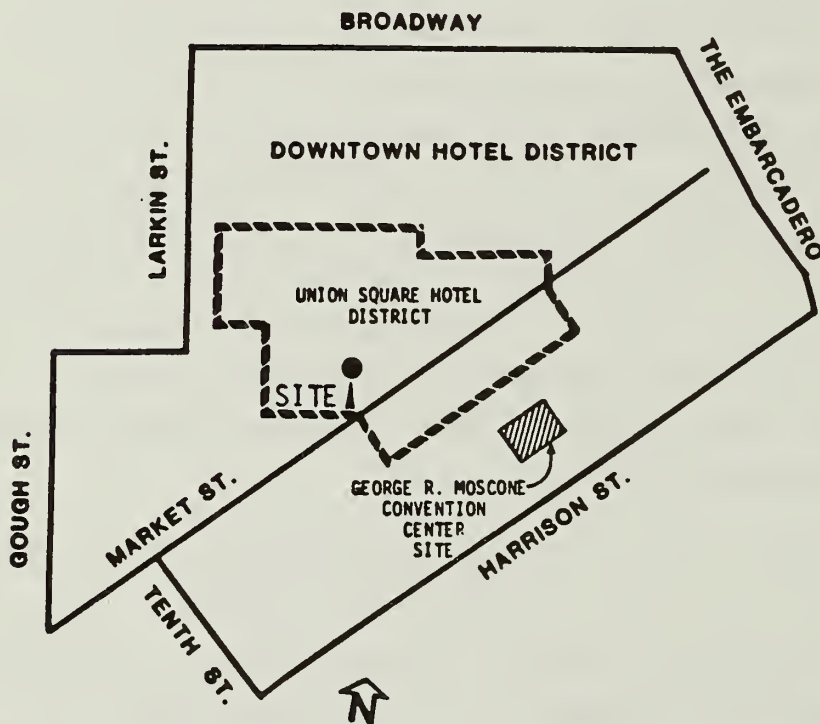 BROADWAY
THE EMBARCADERO
DOWNTOWN HOTEL DISTRICT
LARKIN ST.
UNION SQUARE HOTEL
DISTRICT
SITE
GOUGH ST.
MARKET ST.
GEORGE R. MOSCONE
CONVENTION
CENTER
SITE
HARRISON ST.
TENTH ST.
N